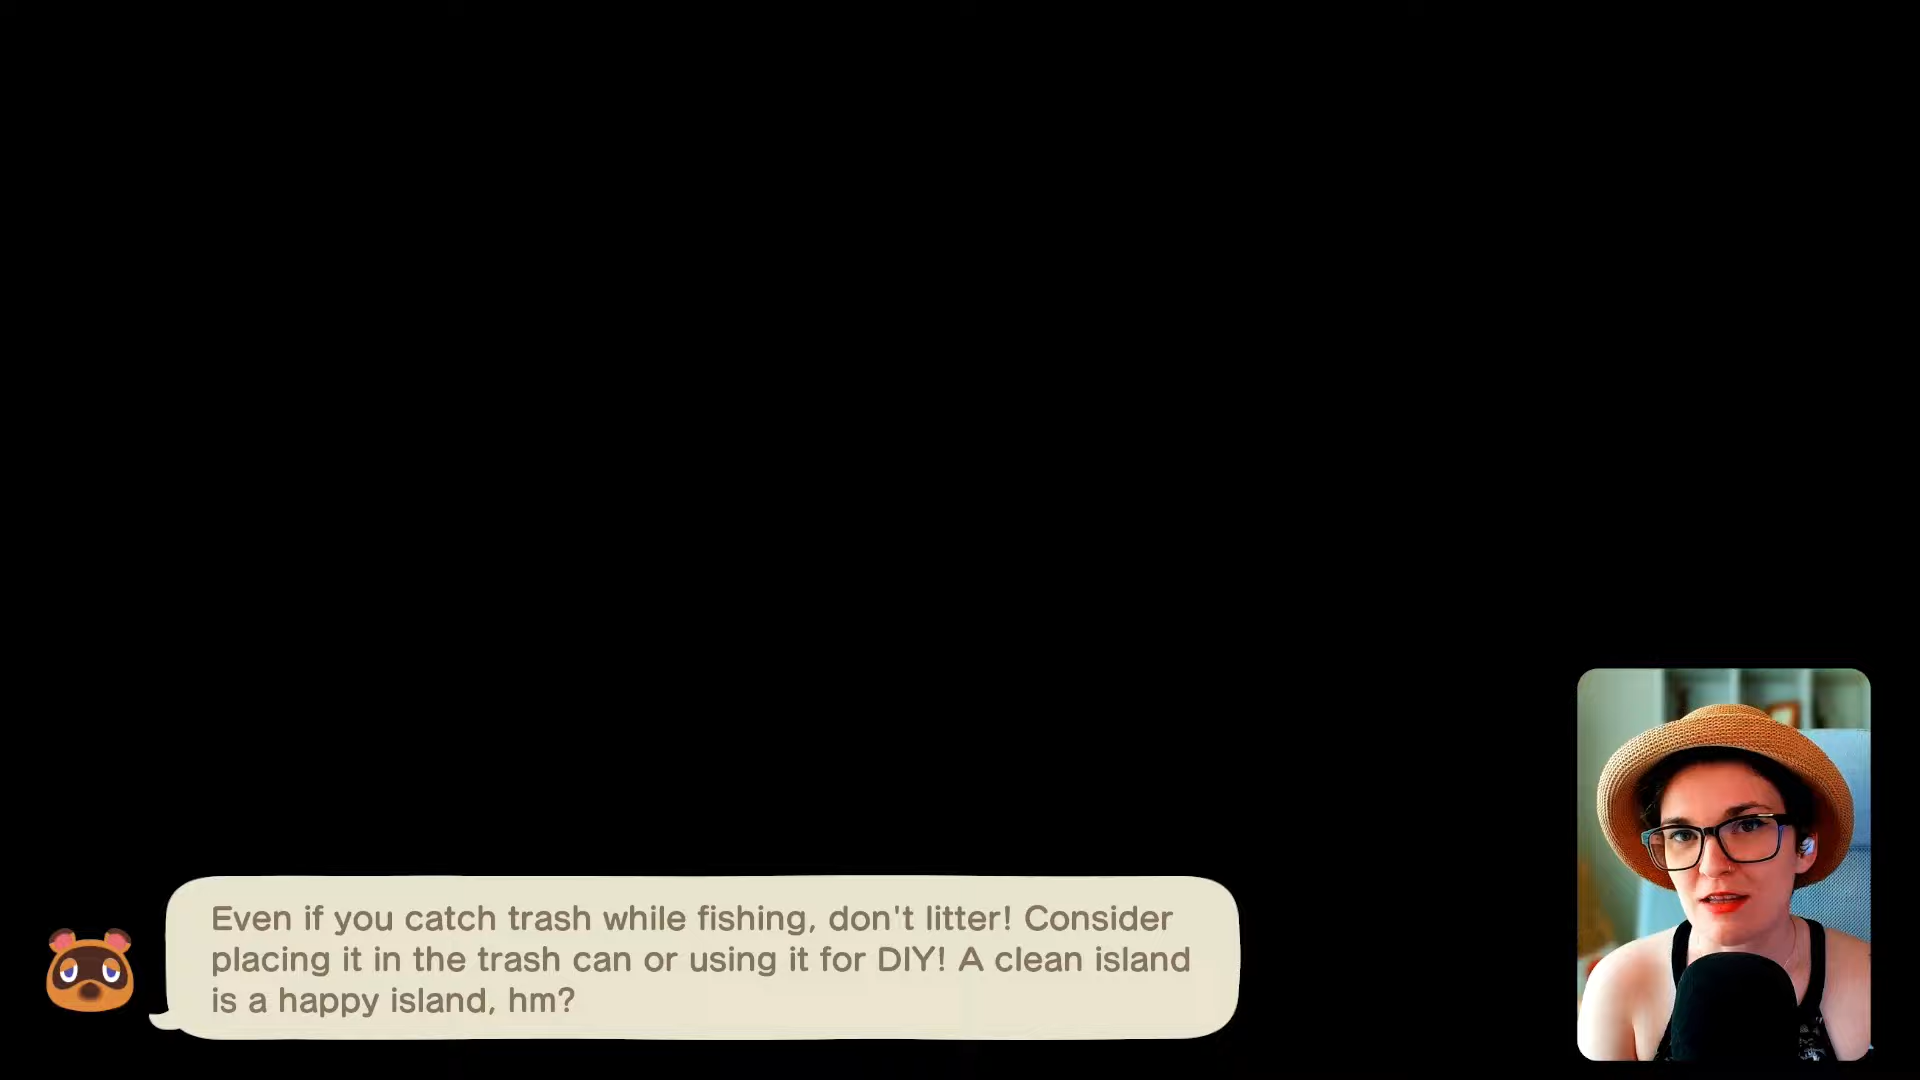 Even if you catch trash while fishing, don't litter! Consider
placing it in the trash can or using it for DIY! A clean island
is a happy island, hm?